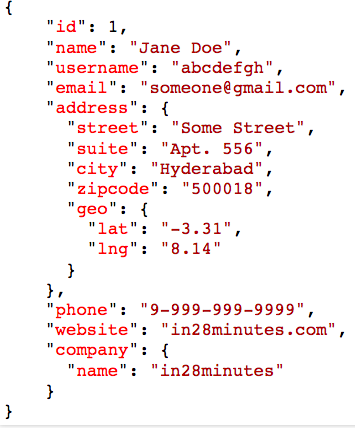 {
    "id": 1,
    "name": "Jane Doe",
    "username": "abcdefgh",
    "email": "someone@gmail.com",
    "address": {
      "street": "Some Street",
      "suite": "Apt. 556",
      "city": "Hyderabad",
      "zipcode": "500018",
      "geo": {
        "lat": "-3.31",
        "lng": "8.14"
      }
    },
    "phone": "9-999-999-9999",
    "website": "in28minutes.com",
    "company": {
      "name": "in28minutes"
    }
}